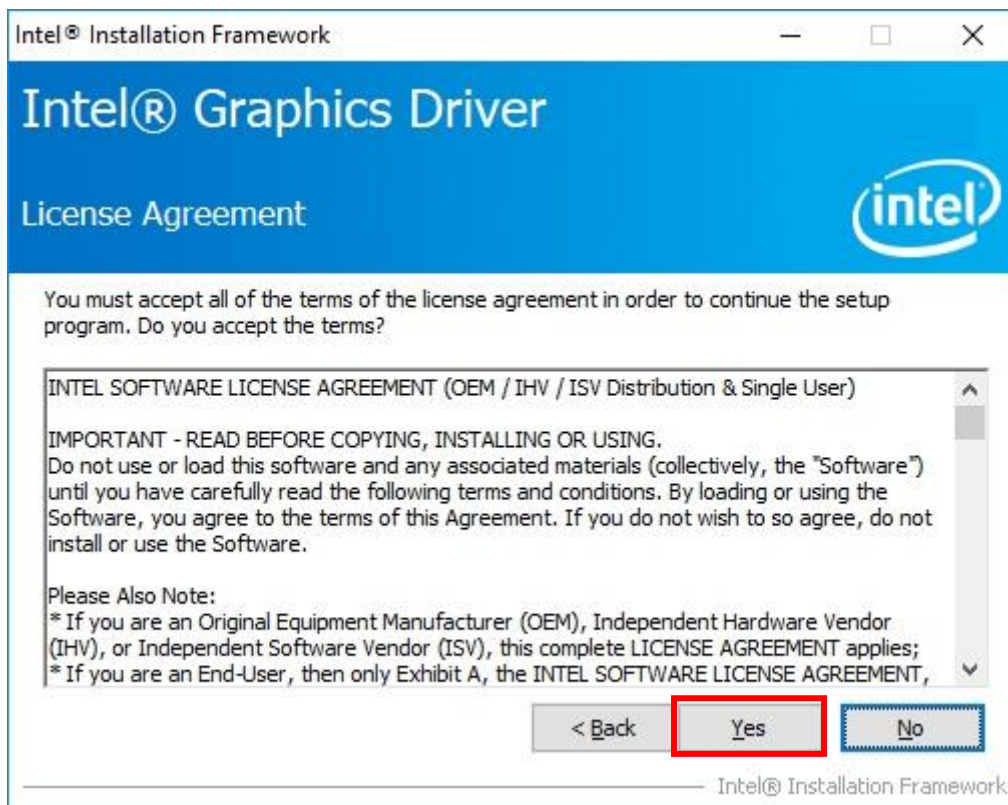 Intel® Installation Framework
Intel® Graphics Driver
License Agreement
intel
You must accept all of the terms of the license agreement in order to continue the setup
program. Do you accept the terms?
INTEL SOFTWARE LICENSE AGREEMENT (OEM / IHV / ISV Distribution & Single User)
IMPORTANT - READ BEFORE COPYING, INSTALLING OR USING.
Do not use or load this software and any associated materials (collectively, the "Software")
until you have carefully read the following terms and conditions. By loading or using the
Software, you agree to the terms of this Agreement. If you do not wish to so agree, do not
install or use the Software.
Please Also Note:
* If you are an Original Equipment Manufacturer (OEM), Independent Hardware Vendor
(IHV), or Independent Software Vendor (ISV), this complete LICENSE AGREEMENT applies;
* If you are an End-User, then only Exhibit A, the INTEL SOFTWARE LICENSE AGREEMENT,
< Back Yes No
Intel® Installation Framework